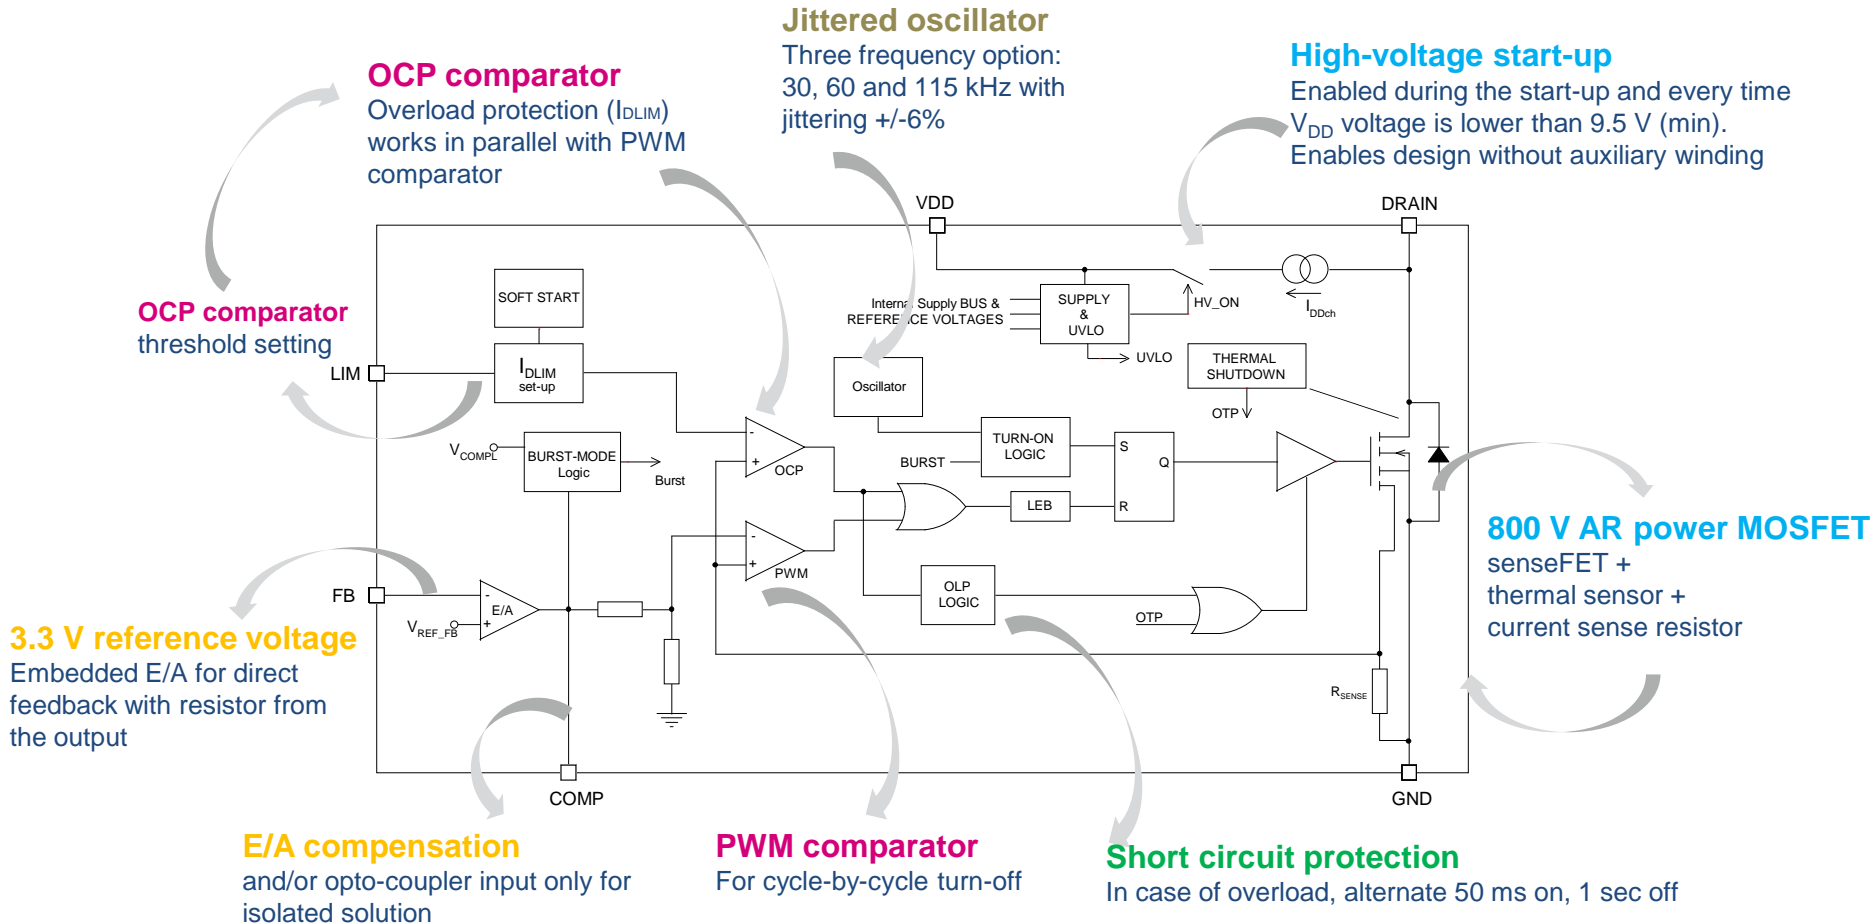 Jittered oscillator
Three frequency option:
30, 60 and 115 kHz with
jittering +/-6%
OCP comparator
Overload protection (IDLIM)
works in parallel with PWM
comparator
High-voltage start-up
Enabled during the start-up and every time
VDD voltage is lower than 9.5 V (min).
Enables design without auxiliary winding
VDD
DRAIN
OCP comparator
threshold setting
SOFT START
LIM
IDLIM
set-up
Internal Supply BUS &
REFERENCE VOLTAGES
SUPPLY
&
UVLO
HV_ON
IDDch
UVLO
THERMAL
SHUTDOWN
OTP
Oscillator
VCOMPL
BURST-MODE
Logic
Burst
-
+
OCP
TURN-ON
LOGIC
BURST
S
Q
R
LEB
-
+
PWM
800 V AR power MOSFET
senseFET +
thermal sensor +
current sense resistor
FB
-
E/A
+
VREF_FB
OLP
LOGIC
OTP
3.3 V reference voltage
Embedded E/A for direct
feedback with resistor from
the output
RSENSE
COMP
GND
E/A compensation
and/or opto-coupler input only for
isolated solution
PWM comparator
For cycle-by-cycle turn-off
Short circuit protection
In case of overload, alternate 50 ms on, 1 sec off